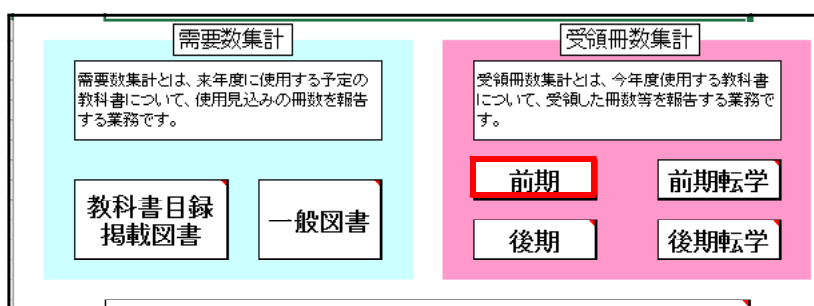 需要数集計
需要数集計とは、来年度に使用する予定の
教科書について、使用見込みの冊数を報告
する業務です。
教科書目録
掲載図書
一般図書
受領冊数集計
受領冊数集計とは、今年度使用する教科書
について、受領した冊数等を報告する業務で
す。
前期
前期転学
後期
後期転学